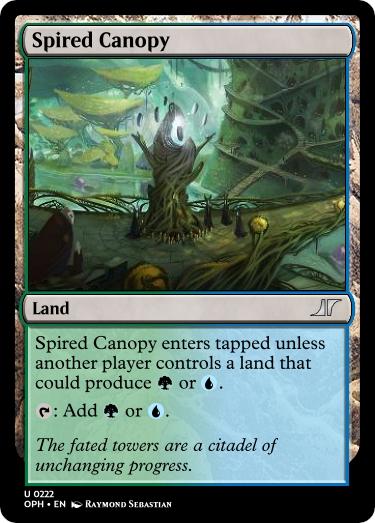 Spired Canopy
Land
Spired Canopy enters tapped unless
another player controls a land that
could produce or .
: Add or .
The fated towers are a citadel of
unchanging progress.
U 0222
OPH • EN Raymond Sebastian